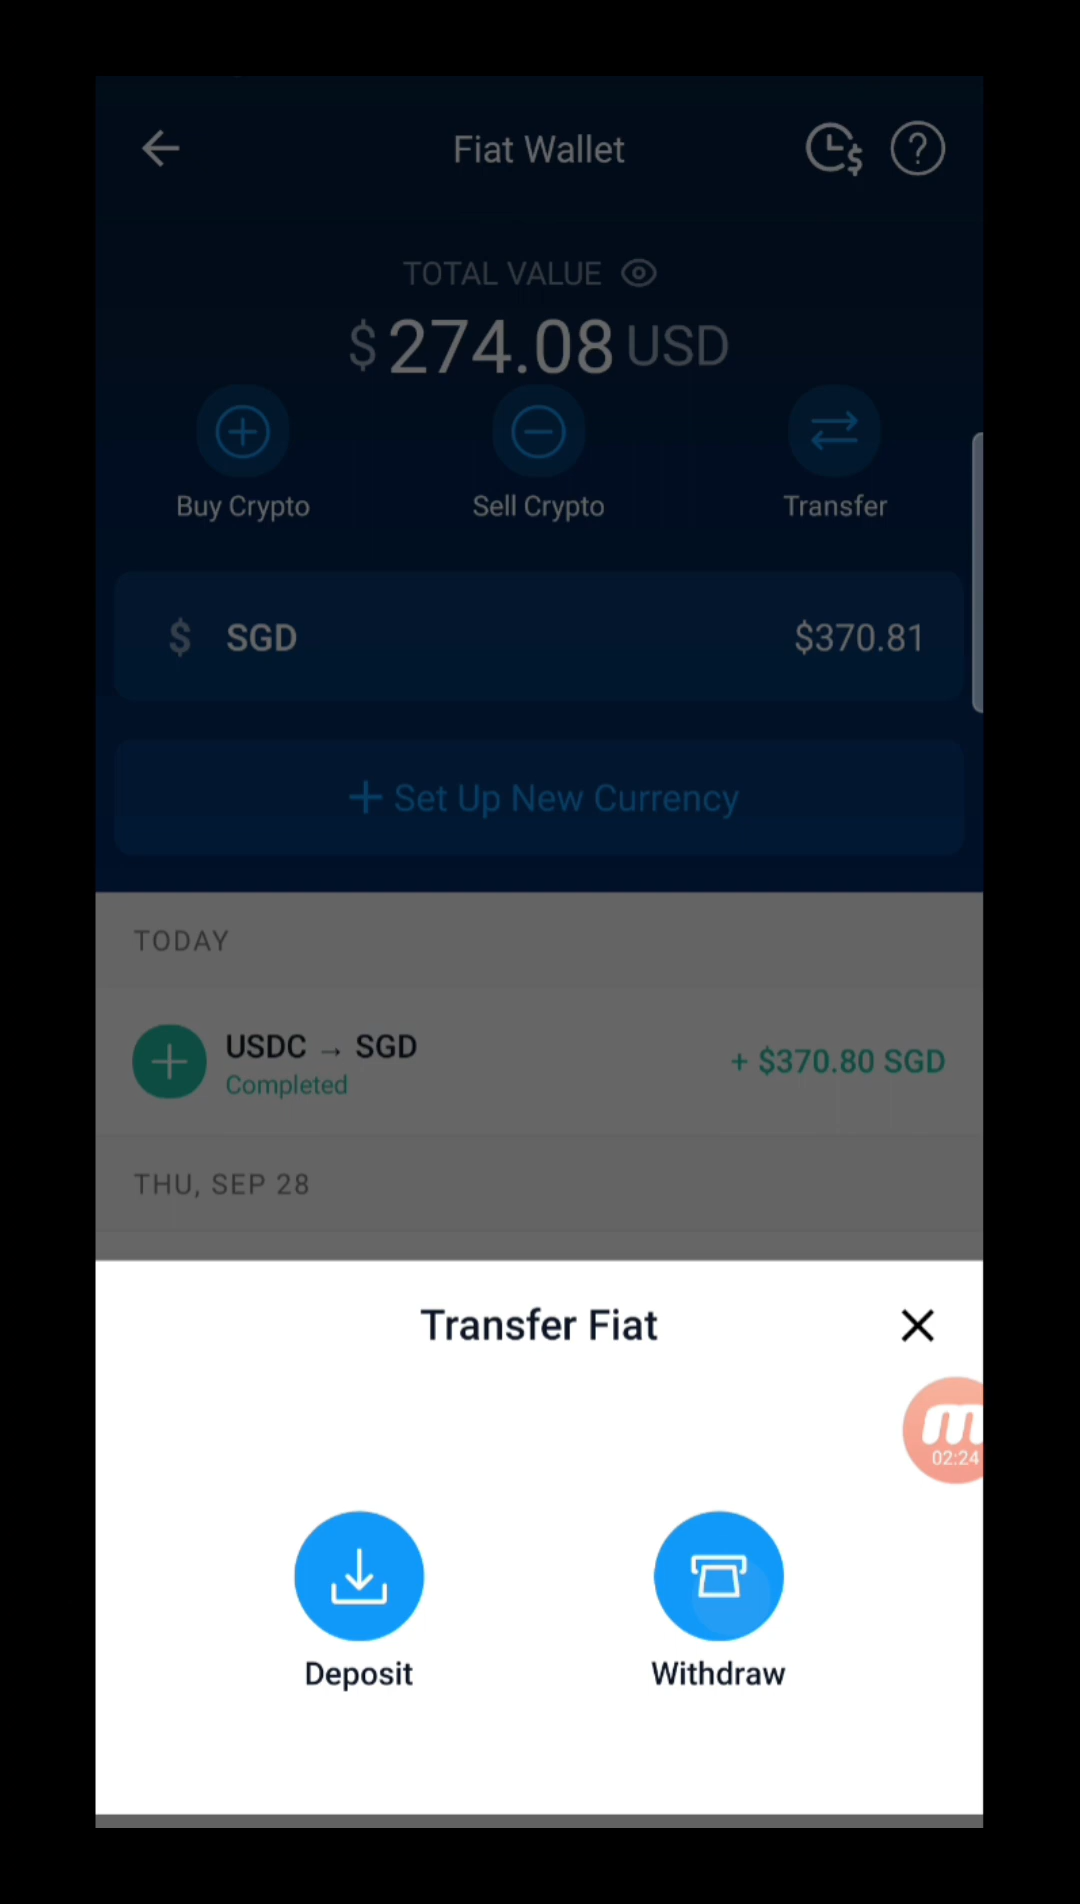 Fiat Wallet
TOTAL VALUE
$274.08 USD
Buy Crypto
Sell Crypto
Transfer
$ SGD $370.81
+ Set Up New Currency
TODAY
USDC → SGD
+ $370.80 SGD
Completed
THU, SEP 28
Transfer Fiat
m
02:24
Deposit
Withdraw